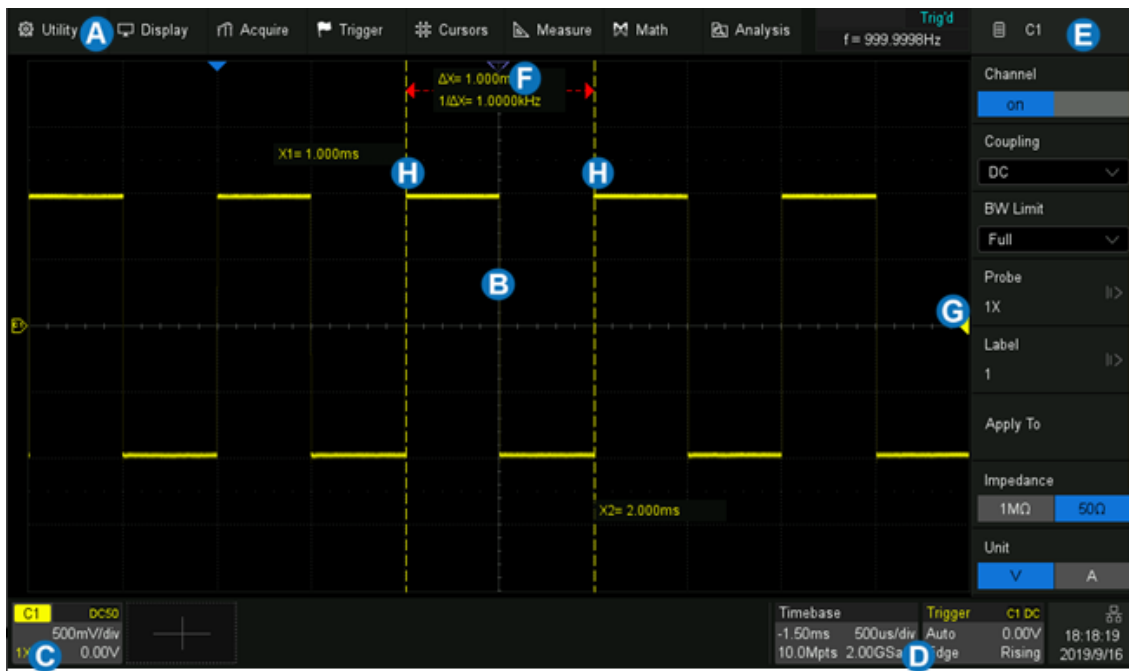 Utility A Display Acquire Trigger Cursors Measure Math Analysis
Trig'd
f = 999.9998Hz
C1 E
Channel
on
Coupling
DC
BW Limit
Full
Probe
1X
Label
1
Apply To
Impedance
1MΩ 50Ω
Unit
V A
ΔX= 1.000m F
1/ΔX= 1.0000kHz
X1= 1.000ms
H H
B
G
X2= 2.000ms
C1 DC50
500mV/div
1X C 0.00V
Timebase
-1.50ms 500us/div
10.0Mpts 2.00GSa D
Trigger C1 DC
Auto 0.00V
Rising
18:18:19
2019/9/16